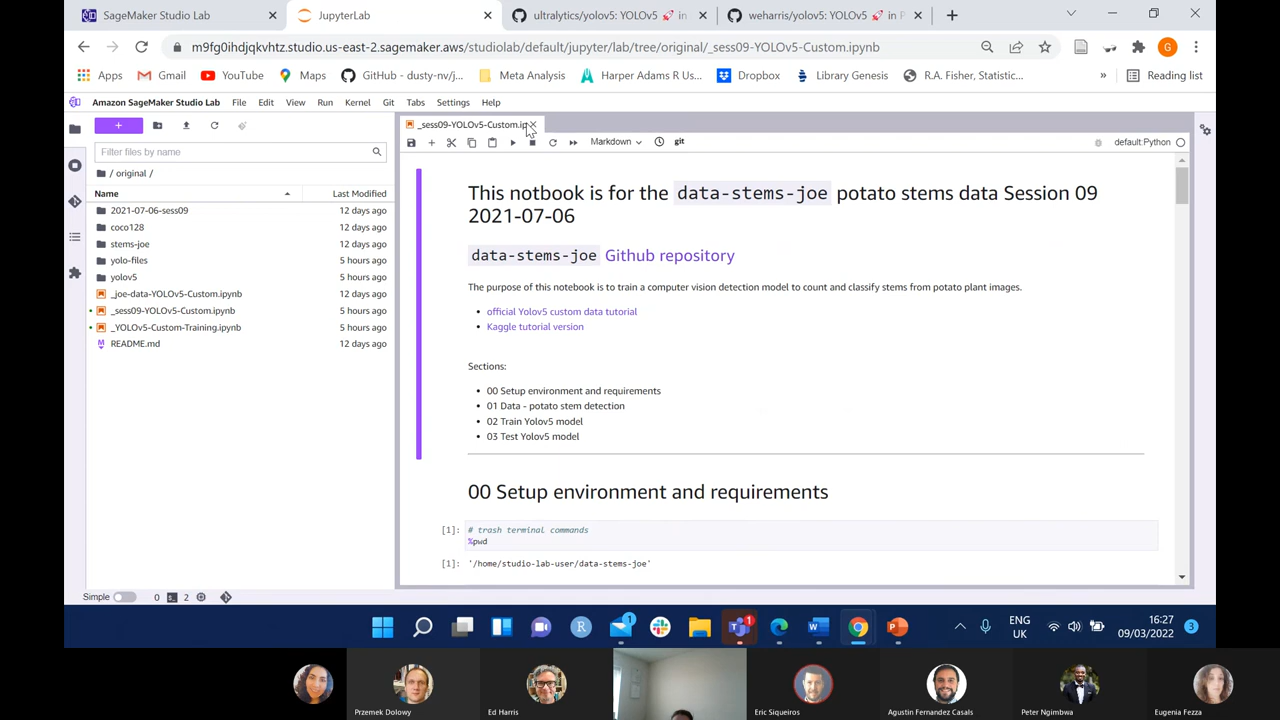 SageMaker Studio Lab
JupyterLab
ultralytics/yolov5: YOLOv5 🚀 in
weharris/yolov5: YOLOv5 🚀 in P
m9fg0ihdjqkvhtz.studio.us-east-2.sagemaker.aws/studiolab/default/jupyter/lab/tree/original/_sess09-YOLOv5-Custom.ipynb
G
Apps
Gmail
YouTube
Maps
GitHub - dusty-nv/j...
Meta Analysis
Harper Adams R Us...
Dropbox
Library Genesis
R.A. Fisher, Statistic...
»
Reading list
Amazon SageMaker Studio Lab
File
Edit
View
Run
Kernel
Git
Tabs
Settings
Help
_sess09-YOLOv5-Custom.ip
Markdown
git
default:Python
Filter files by name
/ original /
Name
Last Modified
2021-07-06-sess09
12 days ago
coco128
12 days ago
stems-joe
12 days ago
yolo-files
5 hours ago
yolov5
5 hours ago
_joe-data-YOLOv5-Custom.ipynb
12 days ago
_sess09-YOLOv5-Custom.ipynb
5 hours ago
_YOLOv5-Custom-Training.ipynb
5 hours ago
README.md
12 days ago
This notbook is for the data-stems-joe potato stems data Session 09
2021-07-06
data-stems-joe Github repository
The purpose of this notebook is to train a computer vision detection model to count and classify stems from potato plant images.
• official Yolov5 custom data tutorial
• Kaggle tutorial version
Sections:
• 00 Setup environment and requirements
• 01 Data - potato stem detection
• 02 Train Yolov5 model
• 03 Test Yolov5 model
00 Setup environment and requirements
[1]: # trash terminal commands
%pwd
[1]: '/home/studio-lab-user/data-stems-joe'
Simple
0
2
1
1
ENG
UK
16:27
09/03/2022
3
Przemek Dolowy
Ed Harris
Eric Siqueiros
Agustin Fernandez Casals
Peter Ngimbwa
Eugenia Fezza